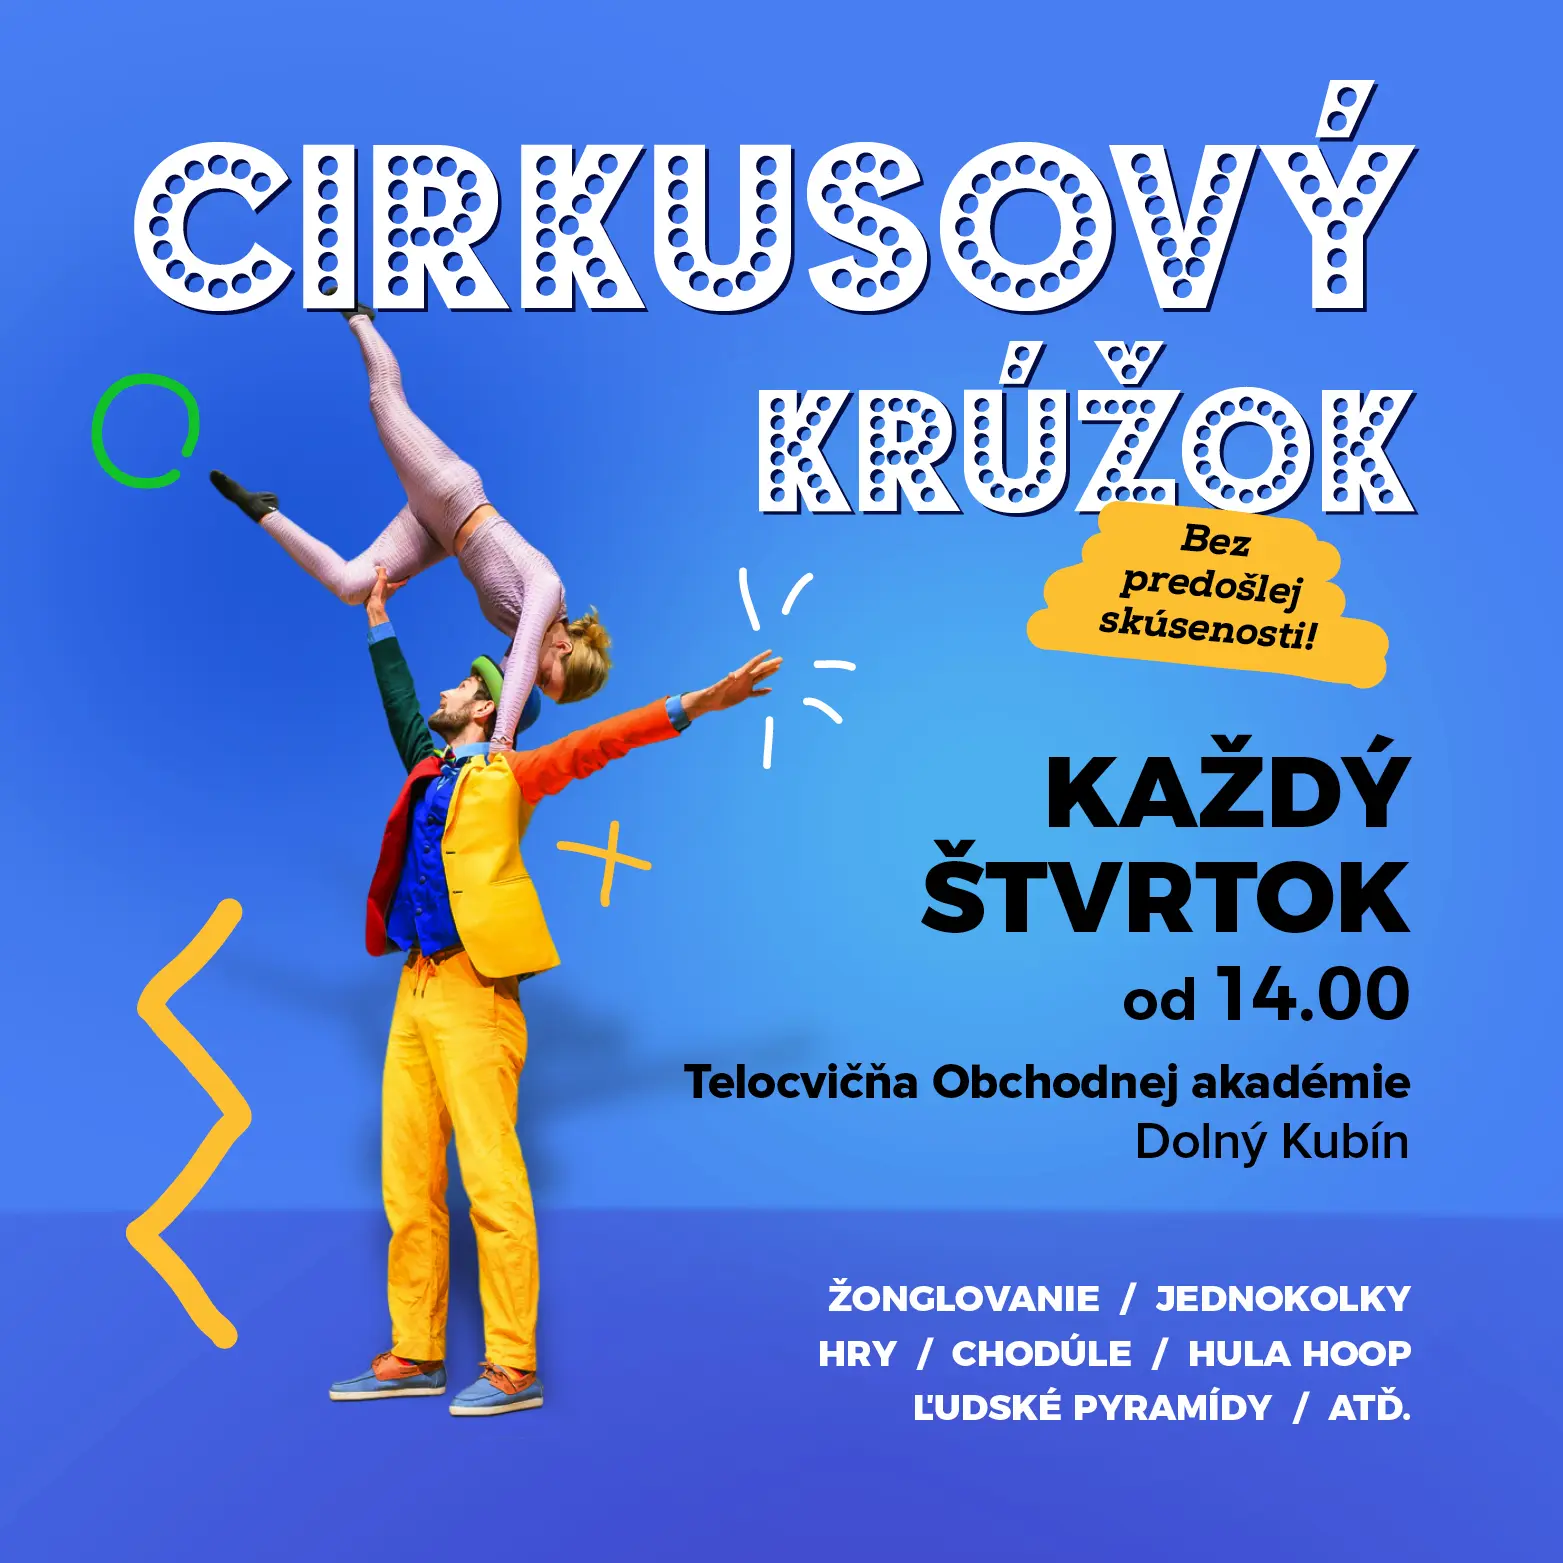 CIRKUSOVÝ
KRÚŽOK
Bez
predošlej
skúsenosti!
KAŽDÝ
ŠTVRTOK
od 14.00
Telocvičňa Obchodnej akadémie
Dolný Kubín
ŽONGLOVANIE / JEDNOKOLKY
HRY / CHODÚLE / HULA HOOP
ĽUDSKÉ PYRAMÍDY / ATĎ.